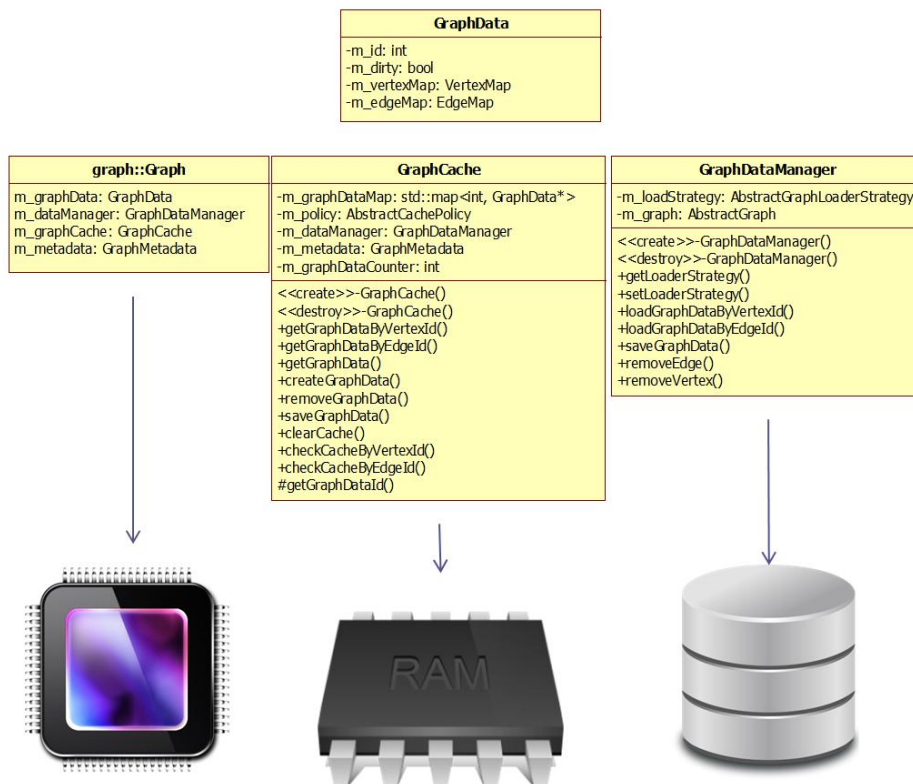 GraphData
-m_id: int
-m_dirty: bool
-m_vertexMap: VertexMap
-m_edgeMap: EdgeMap
graph::Graph
m_graphData: GraphData
m_dataManager: GraphDataManager
m_graphCache: GraphCache
m_metadata: GraphMetadata
GraphCache
-m_graphDataMap: std::map<int, GraphData*>
-m_policy: AbstractCachePolicy
-m_dataManager: GraphDataManager
-m_metadata: GraphMetadata
-m_graphDataCounter: int
<<create>>-GraphCache()
<<destroy>>-GraphCache()
+getGraphDataByVertexId()
+getGraphDataByEdgeId()
+getGraphData()
+createGraphData()
+removeGraphData()
+saveGraphData()
+clearCache()
+checkCacheByVertexId()
+checkCacheByEdgeId()
#getGraphDataId()
GraphDataManager
-m_loadStrategy: AbstractGraphLoaderStrategy
-m_graph: AbstractGraph
<<create>>-GraphDataManager()
<<destroy>>-GraphDataManager()
+getLoaderStrategy()
+setLoaderStrategy()
+loadGraphDataByVertexId()
+loadGraphDataByEdgeId()
+saveGraphData()
+removeEdge()
+removeVertex()
RAM